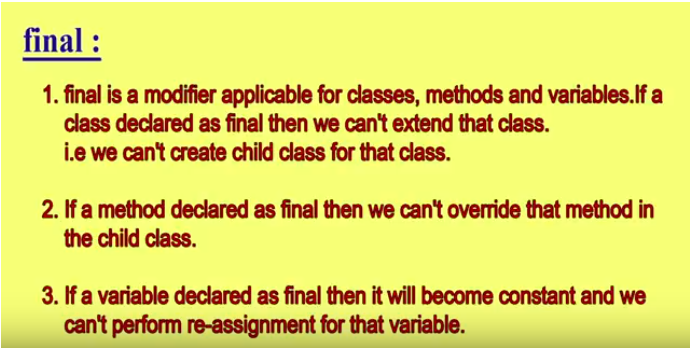 final :
1. final is a modifier applicable for classes, methods and variables.If a
class declared as final then we can't extend that class.
i.e we can't create child class for that class.
2. If a method declared as final then we can't override that method in
the child class.
3. If a variable declared as final then it will become constant and we
can't perform re-assignment for that variable.